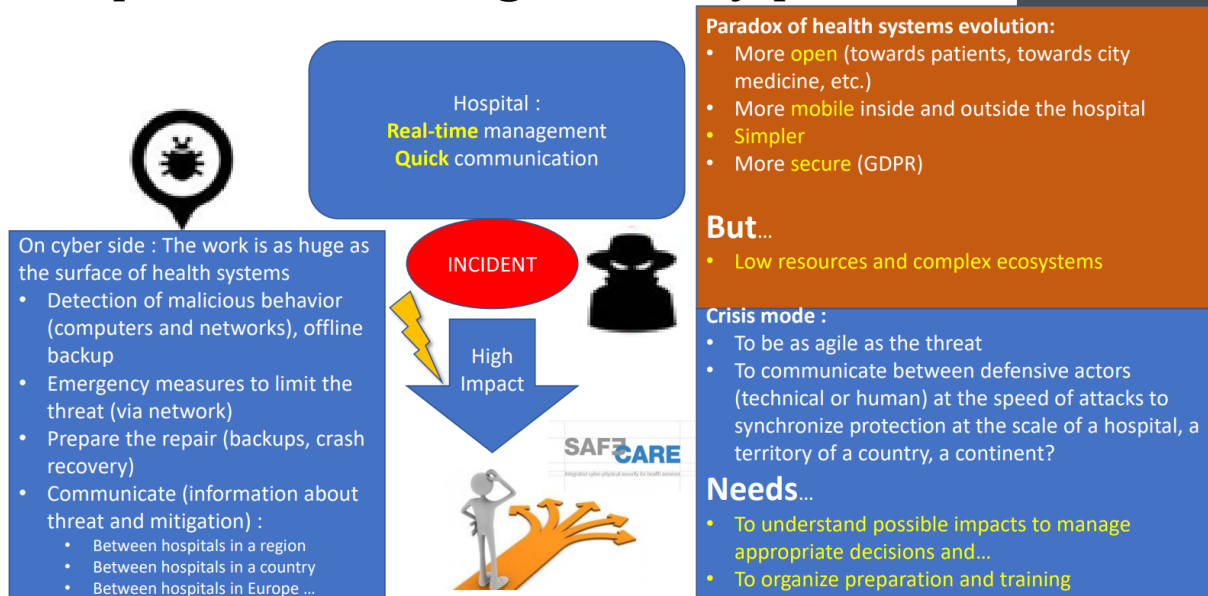 Hospital :
Real-time management
Quick communication
On cyber side : The work is as huge as
the surface of health systems
• Detection of malicious behavior
(computers and networks), offline
backup
• Emergency measures to limit the
threat (via network)
• Prepare the repair (backups, crash
recovery)
• Communicate (information about
threat and mitigation) :
• Between hospitals in a region
• Between hospitals in a country
• Between hospitals in Europe ...
INCIDENT
High
Impact
SAFECARE
Integrated cyber-physical security for health services
Paradox of health systems evolution:
• More open (towards patients, towards city
medicine, etc.)
• More mobile inside and outside the hospital
• Simpler
• More secure (GDPR)
But...
• Low resources and complex ecosystems
Crisis mode :
• To be as agile as the threat
• To communicate between defensive actors
(technical or human) at the speed of attacks to
synchronize protection at the scale of a hospital, a
territory of a country, a continent?
Needs...
• To understand possible impacts to manage
appropriate decisions and...
• To organize preparation and training